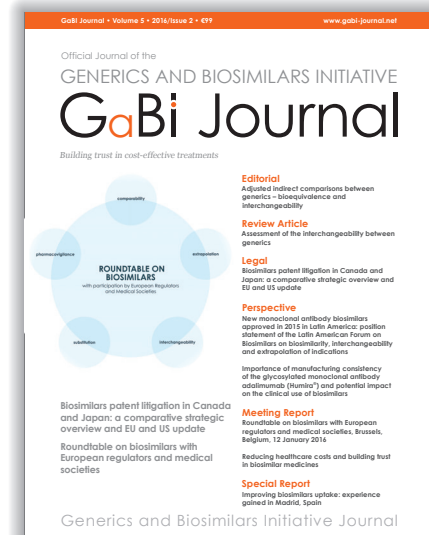 GaBI Journal • Volume 5 • 2016/Issue 2 • €99
www.gabi-journal.net
Official Journal of the
GENERICS AND BIOSIMILARS INITIATIVE
GaBi Journal
Building trust in cost-effective treatments
comparability
pharmacovigilance
extrapolation
ROUNDTABLE ON
BIOSIMILARS
with participation by European Regulators
and Medical Societies
substitution
interchangeability
Biosimilars patent litigation in Canada
and Japan: a comparative strategic
overview and EU and US update
Roundtable on biosimilars with
European regulators and medical
societies
Editorial
Adjusted indirect comparisons between
generics – bioequivalence and
interchangeability
Review Article
Assessment of the interchangeability between
generics
Legal
Biosimilars patent litigation in Canada and
Japan: a comparative strategic overview and
EU and US update
Perspective
New monoclonal antibody biosimilars
approved in 2015 in Latin America: position
statement of the Latin American Forum on
Biosimilars on biosimilarity, interchangeability
and extrapolation of indications
Importance of manufacturing consistency
of the glycosylated monoclonal antibody
adalimumab (Humira®) and potential impact
on the clinical use of biosimilars
Meeting Report
Roundtable on biosimilars with European
regulators and medical societies, Brussels,
Belgium, 12 January 2016
Reducing healthcare costs and building trust
in biosimilar medicines
Special Report
Improving biosimilars uptake: experience
gained in Madrid, Spain
Generics and Biosimilars Initiative Journal